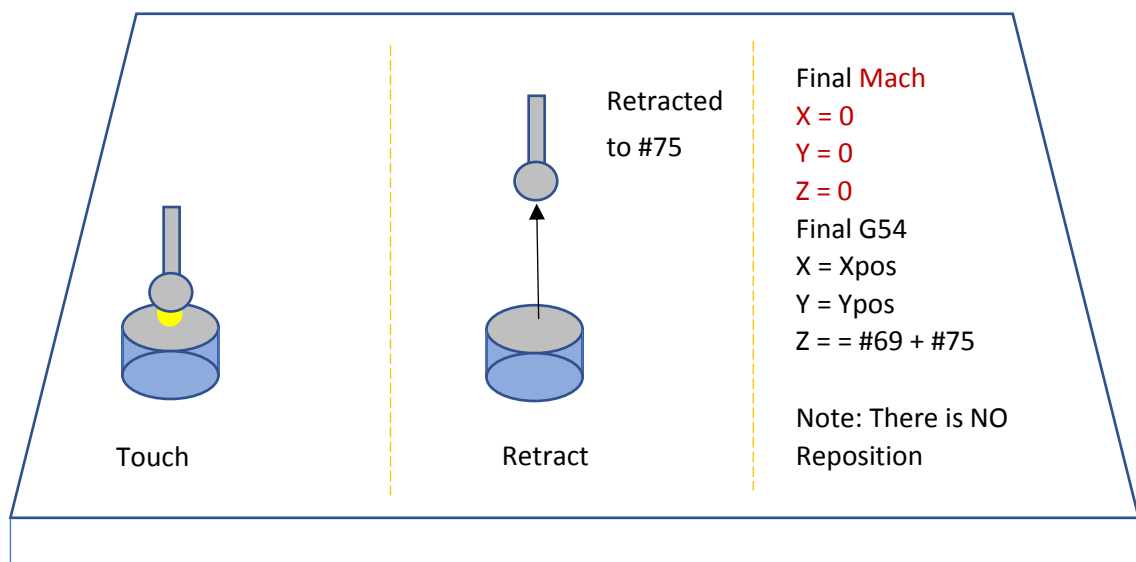 Touch
Retracted
to #75
Retract
Final Mach
X = 0
Y = 0
Z = 0
Final G54
X = Xpos
Y = Ypos
Z = = #69 + #75
Note: There is NO
Reposition